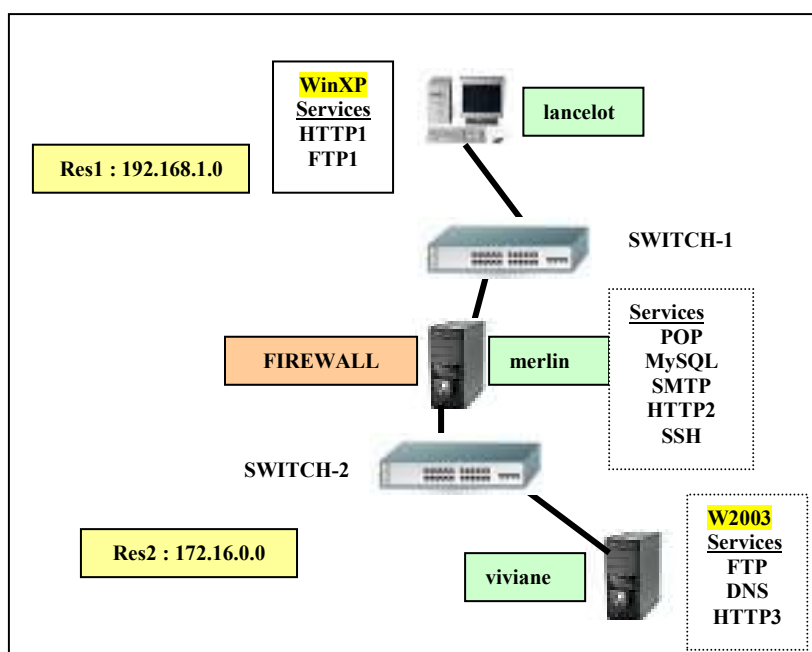 WinXP
Services
HTTP1
FTP1
lancelot
Res1 : 192.168.1.0
SWITCH-1
FIREWALL
merlin
Services
POP
MySQL
SMTP
HTTP2
SSH
SWITCH-2
Res2 : 172.16.0.0
viviane
W2003
Services
FTP
DNS
HTTP3